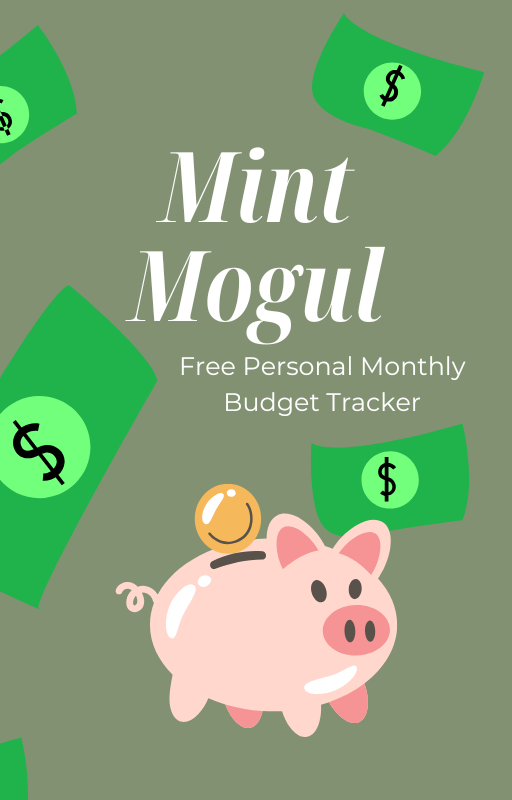 $
$
Mint
Mogul
Free Personal Monthly
Budget Tracker
$
$